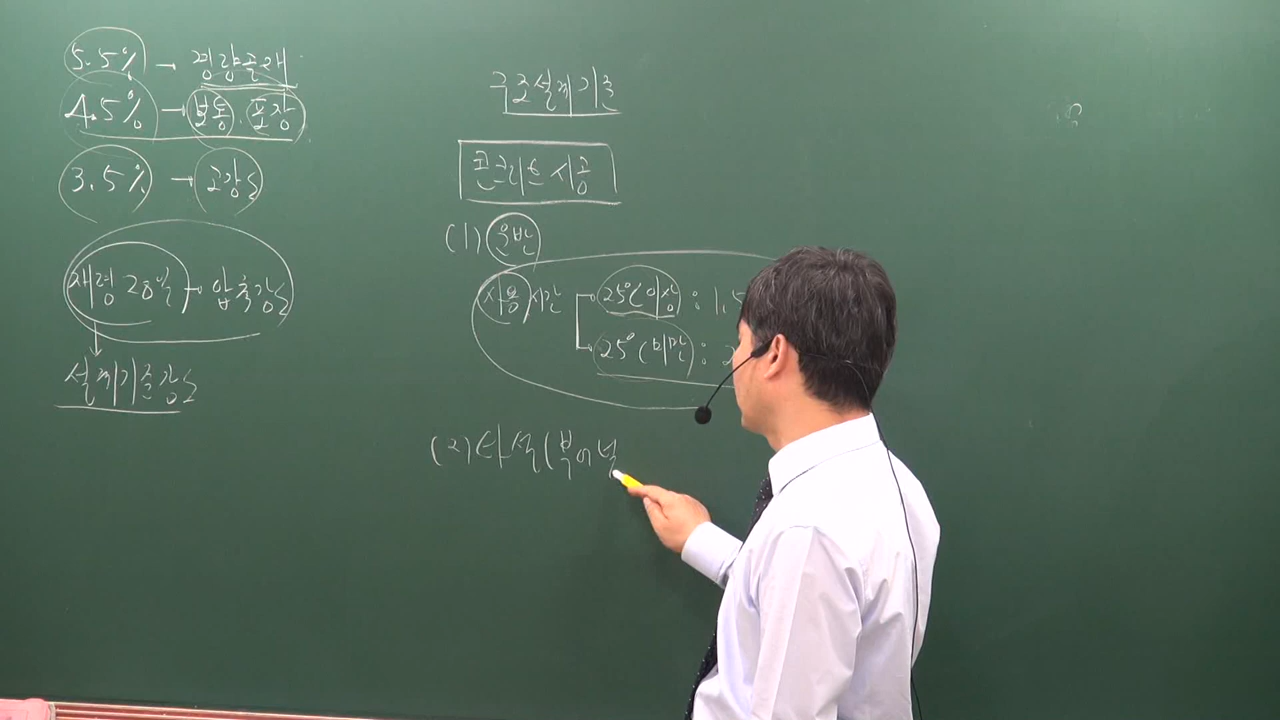 5.5% → 경량골재
4.5% → 보통. 포장
3.5% → 고강도
재령 28일 → 압축강도
설계기준강도
구조설계기준
콘크리트 시공
(1) 운반
사용시간
25°(이상) : 1.5
25°(미만) : 2
(2) 타설(부어넣